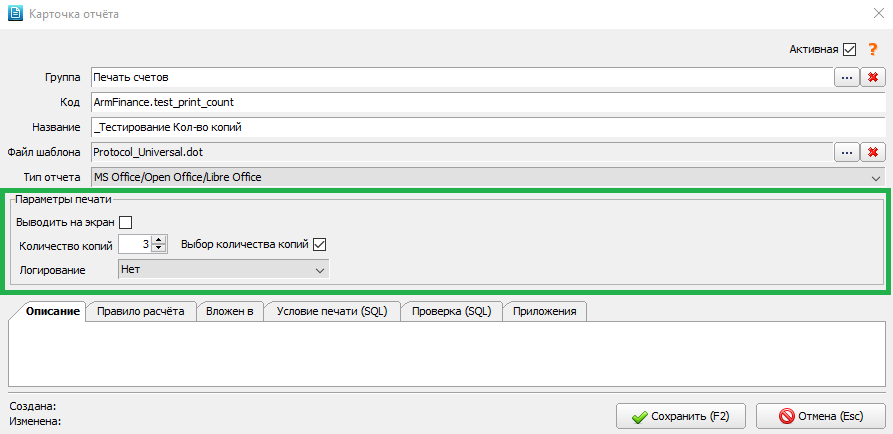 Карточка отчёта
Активная ?
Группа Печать счетов ...
Код ArmFinance.test_print_count
Название _Тестирование Кол-во копий
Файл шаблона Protocol_Universal.dot ...
Тип отчета MS Office/Open Office/Libre Office
Параметры печати
Выводить на экран
Количество копий 3 Выбор количества копий
Логирование Нет
Описание Правило расчёта Вложен в Условие печати (SQL) Проверка (SQL) Приложения
Создана:
Изменена:
Сохранить (F2) Отмена (Esc)